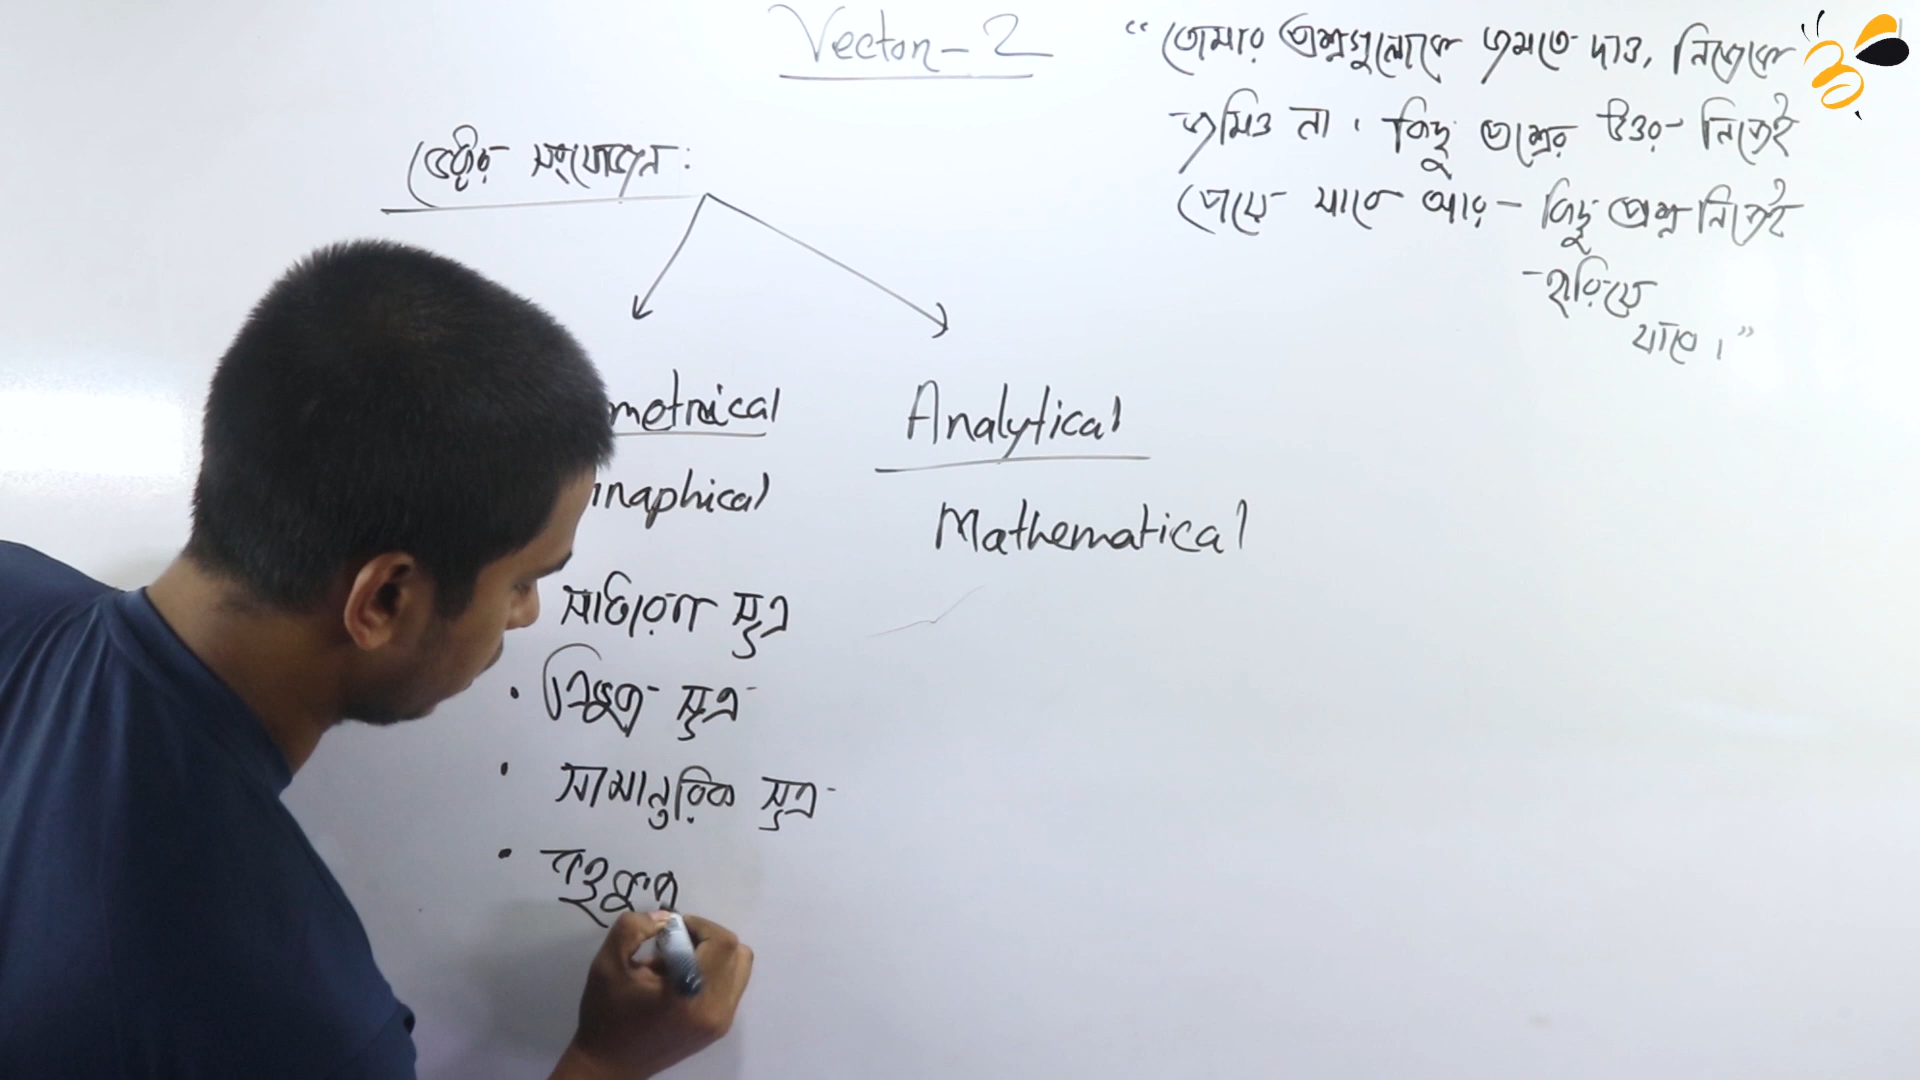 Vector-2
"তোমার প্রশ্নগুলোকে জমতে দাও, নিজেকে
জমিও না। কিছু প্রশ্নের উত্তর নিজেই
পেয়ে যাবে আর কিছু প্রশ্ন নিজেই
হারিয়ে
যাবে।"
ভেক্টর সংযোজন:
metrical
Analytical
raphical
Mathematical
সাধারণ সূত্র
• ত্রিভুজ সূত্র
• সামান্তরিক সূত্র
• বহুভুজ